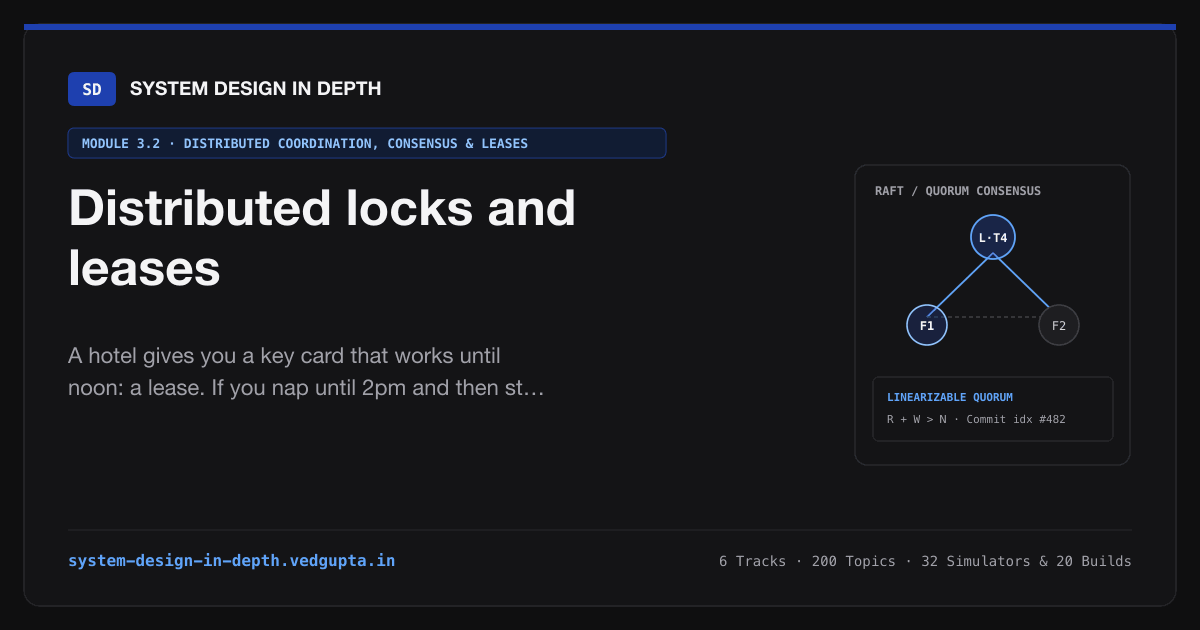 SD
SYSTEM DESIGN IN DEPTH
MODULE 3.2 · DISTRIBUTED COORDINATION, CONSENSUS & LEASES
Distributed locks and
leases
A hotel gives you a key card that works until
noon: a lease. If you nap until 2pm and then st…
RAFT / QUORUM CONSENSUS
L·T4
F1
F2
LINEARIZABLE QUORUM
R + W > N · Commit idx #482
system-design-in-depth.vedgupta.in
6 Tracks · 200 Topics · 32 Simulators & 20 Builds